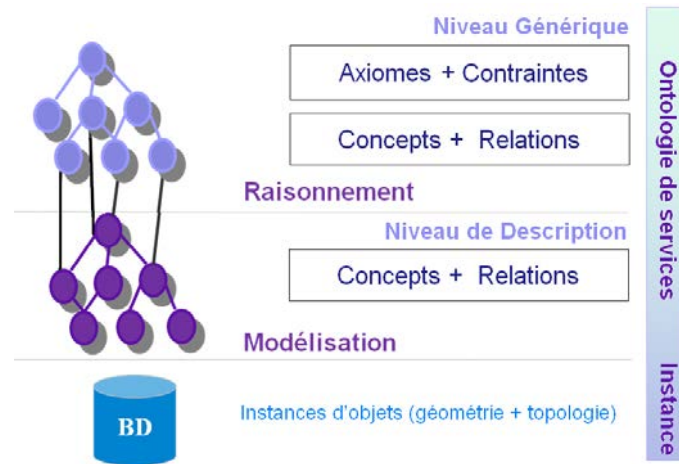 Niveau Générique
Axiomes + Contraintes
Concepts + Relations
Raisonnement
Niveau de Description
Concepts + Relations
Modélisation
BD
Instances d'objets (géométrie + topologie)
Ontologie de services
Instance